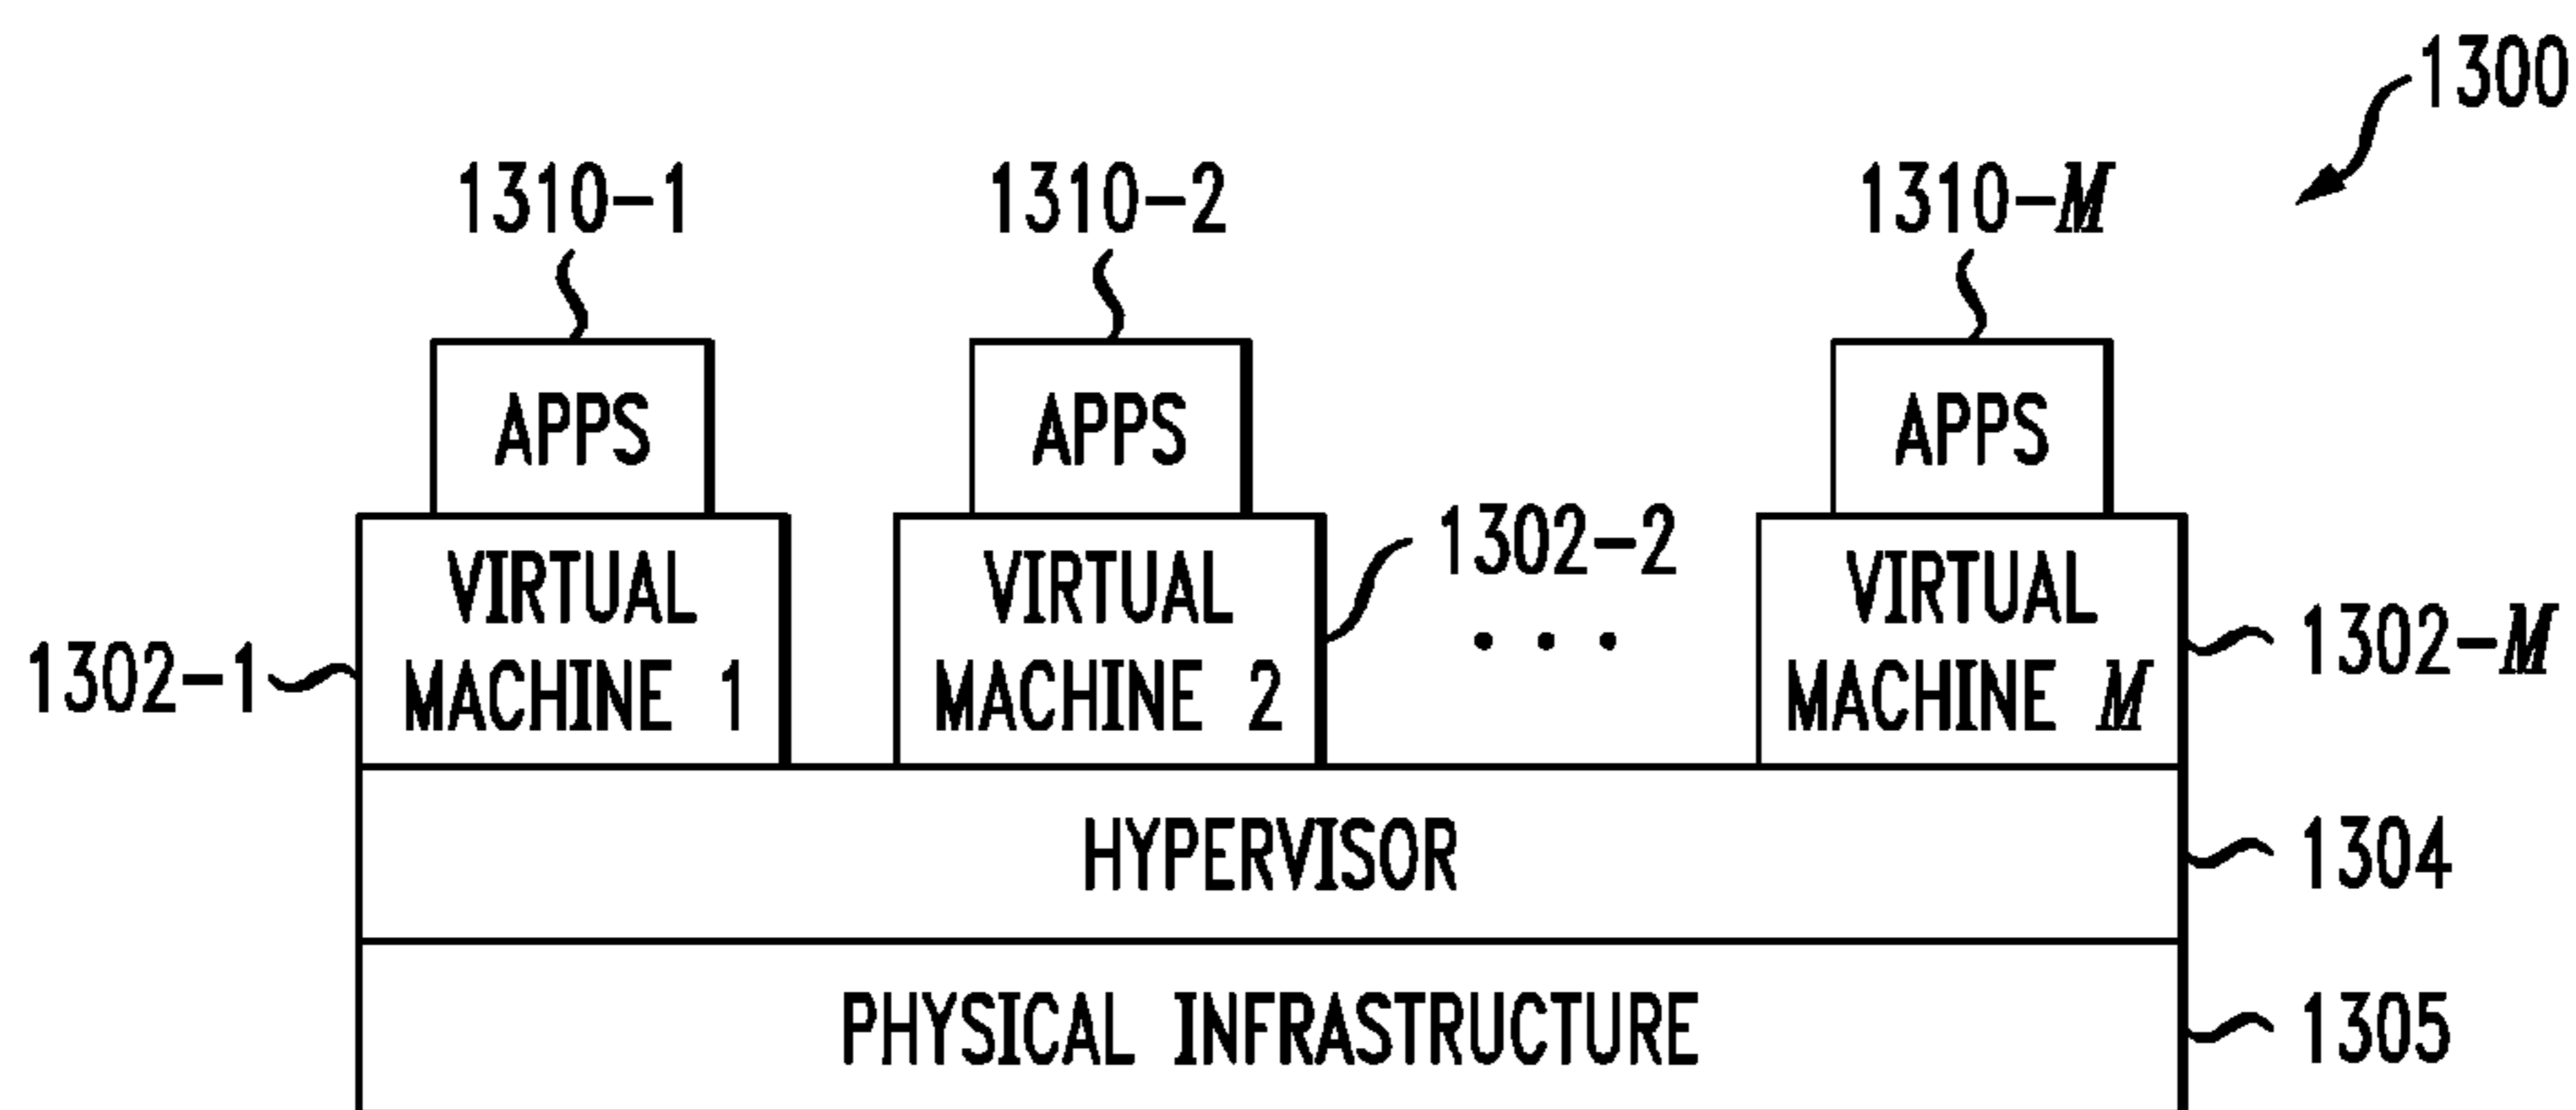 1300
1310-1
1310-2
1310-M
APPS
APPS
APPS
1302-2
VIRTUAL
MACHINE 1
VIRTUAL
MACHINE 2
. . .
VIRTUAL
MACHINE M
1302-1
1302-M
HYPERVISOR
1304
PHYSICAL INFRASTRUCTURE
1305